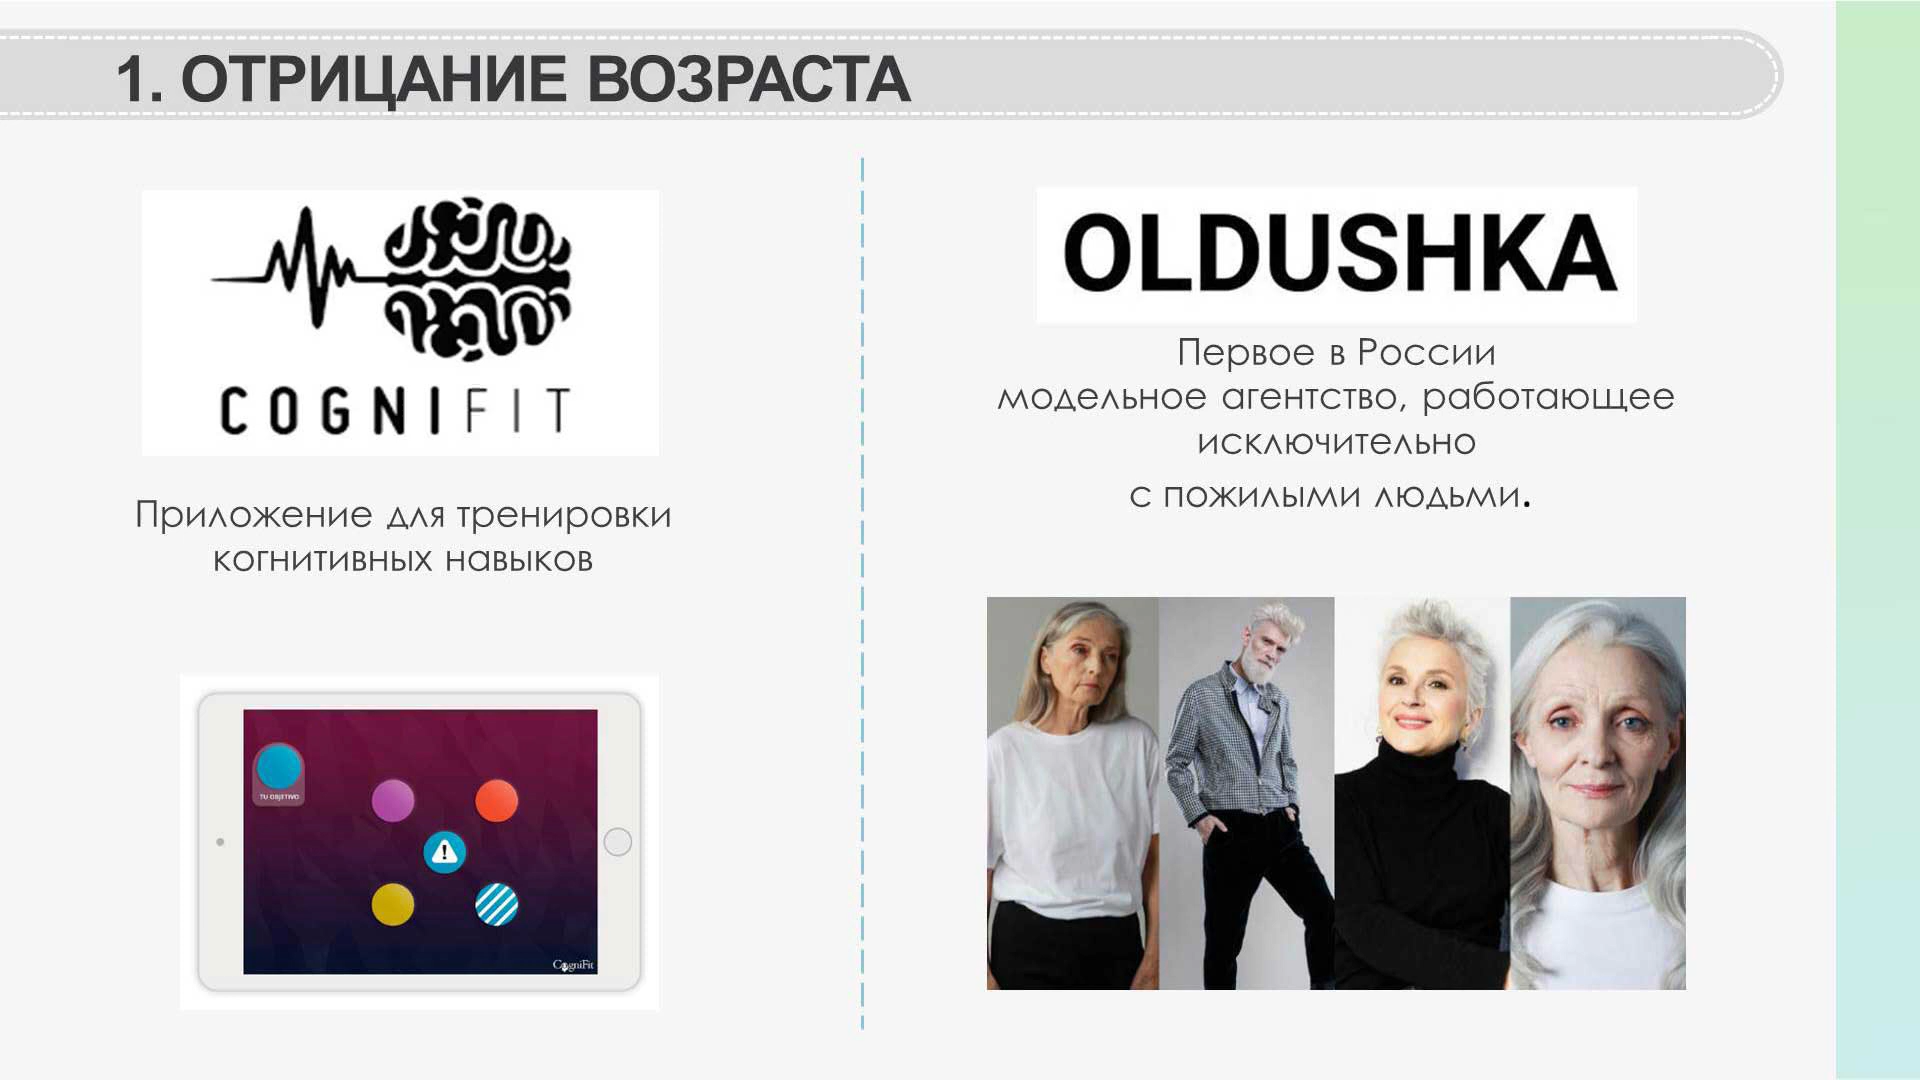 1. ОТРИЦАНИЕ ВОЗРАСТА
COGNIFIT
Приложение для тренировки
когнитивных навыков
TU OBJETIVO
!
CogniFit
OLDUSHKA
Первое в России
модельное агентство, работающее
исключительно
с пожилыми людьми.